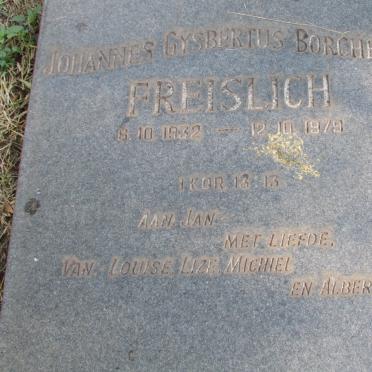 JOHANNES GYSBERTUS BORCHE
FREISLICH
8.10.1932 — 12.10.1979
I KOR. 13:13
AAN JAN-
MET LIEFDE,
VAN:- LOUISE, LIZE, MICHIEL
EN ALBER